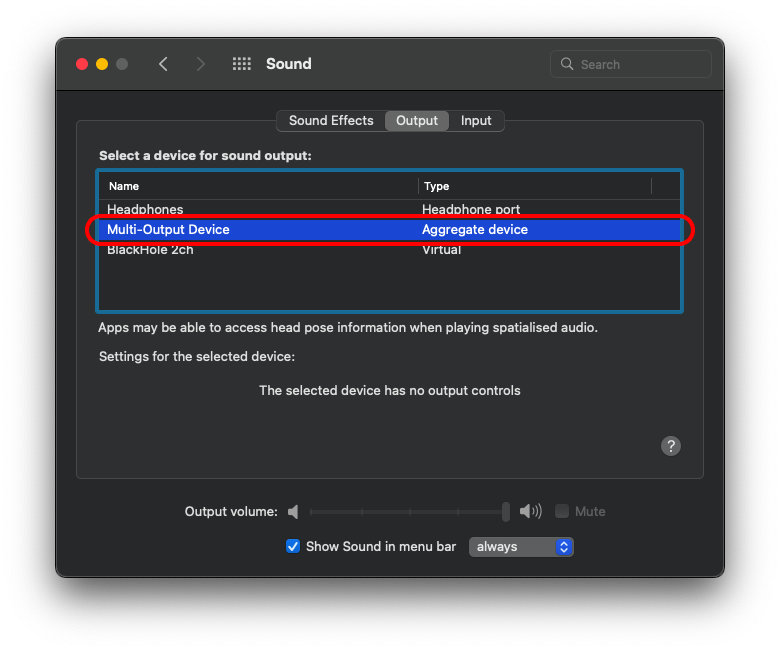 Sound
Search
Sound Effects Output Input
Select a device for sound output:
Name Type
Headphones Headphone port
Multi-Output Device Aggregate device
BlackHole 2ch Virtual
Apps may be able to access head pose information when playing spatialised audio.
Settings for the selected device:
The selected device has no output controls
?
Output volume: Mute
Show Sound in menu bar always